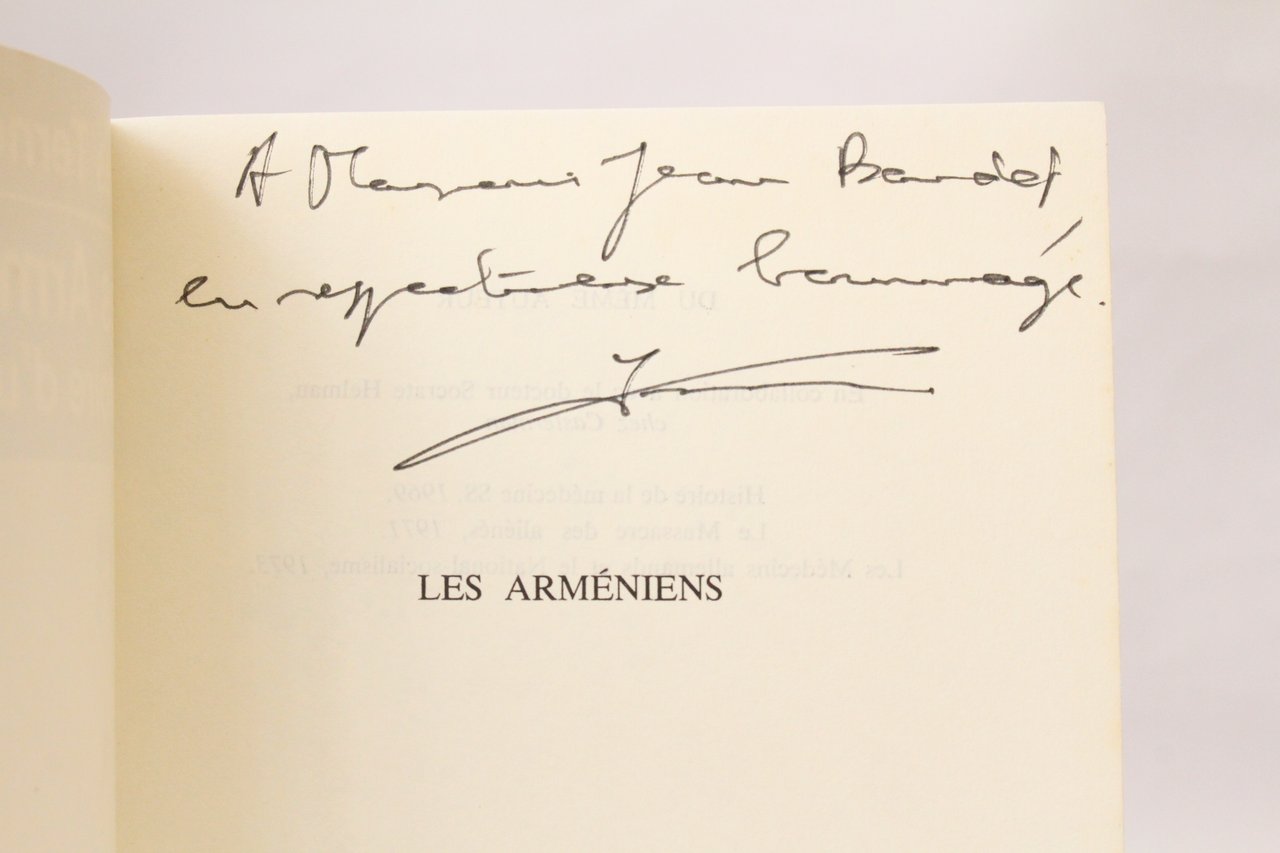 A Monsieur Jean Bardet
en respectueux hommage.
DU MÊME AUTEUR
En collaboration avec le docteur Socrate Helman,
chez
Histoire de la médecine SS, 1969.
Le Massacre des aliénés, 1971.
Les Médecins allemands et le National socialisme, 1973.
LES ARMÉNIENS